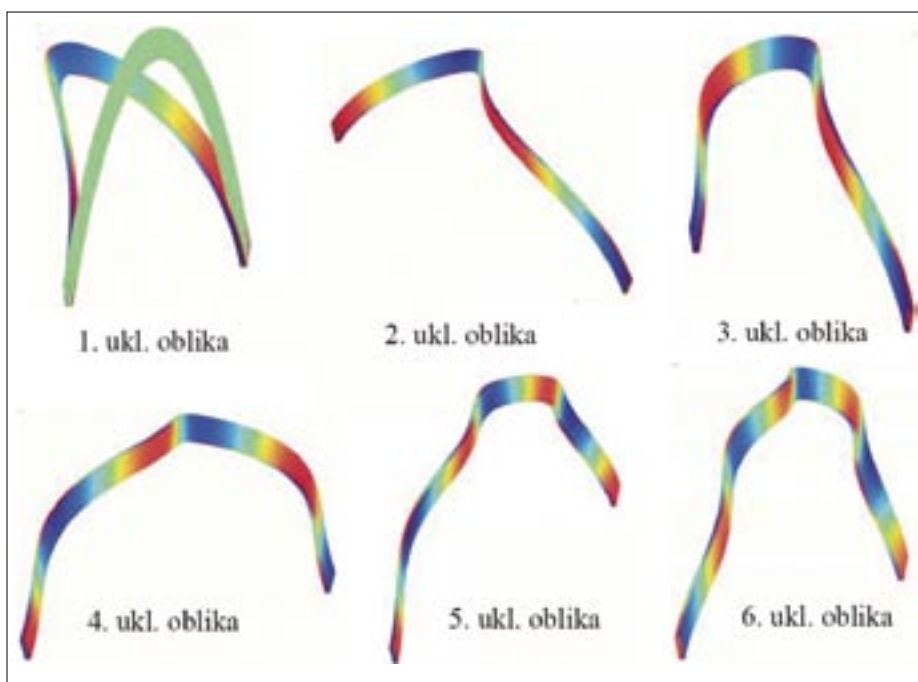 1. ukl. oblika
2. ukl. oblika
3. ukl. oblika
4. ukl. oblika
5. ukl. oblika
6. ukl. oblika